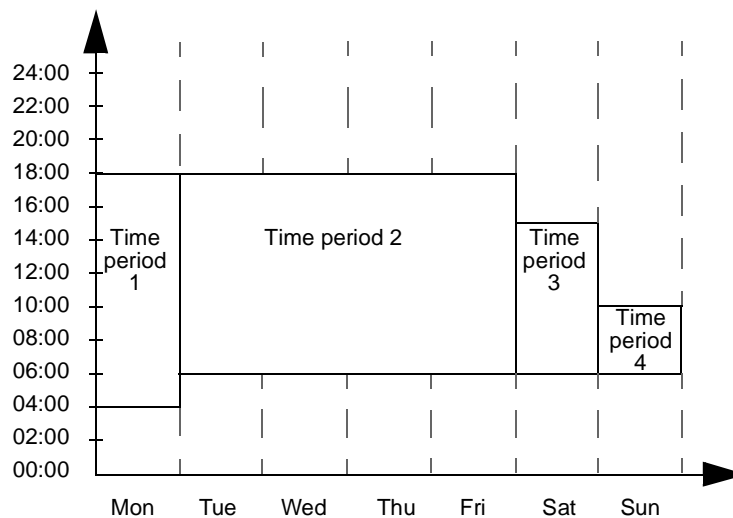 24:00
22:00
20:00
18:00
16:00
14:00
12:00
10:00
08:00
06:00
04:00
02:00
00:00
Time
period
1
Time period 2
Time
period
3
Time
period
4
Mon Tue Wed Thu Fri Sat Sun